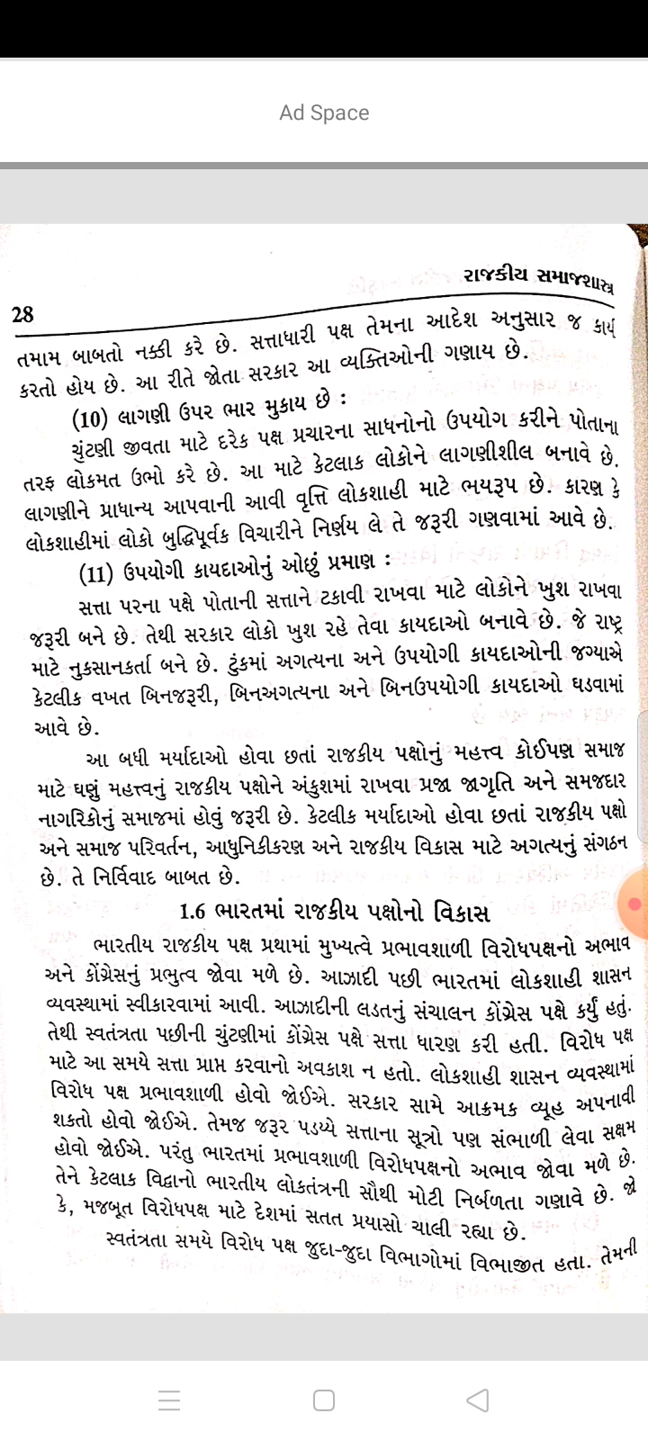 Ad Space
રાજકીય સમાજશાસ્ત્ર
28
તમામ બાબતો નક્કી કરે છે. સત્તાધારી પક્ષ તેમના આદેશ અનુસાર જ કાર્ય
કરતો હોય છે. આ રીતે જોતા સરકાર આ વ્યક્તિઓની ગણાય છે.
(10) લાગણી ઉપર ભાર મુકાય છે :
ચુંટણી જીવતા માટે દરેક પક્ષ પ્રચારના સાધનોનો ઉપયોગ કરીને પોતાના
તરફ લોકમત ઉભો કરે છે. આ માટે કેટલાક લોકોને લાગણીશીલ બનાવે છે.
લાગણીને પ્રાધાન્ય આપવાની આવી વૃત્તિ લોકશાહી માટે ભયરૂપ છે. કારણ કે
લોકશાહીમાં લોકો બુદ્ધિપૂર્વક વિચારીને નિર્ણય લે તે જરૂરી ગણવામાં આવે છે.
(11) ઉપયોગી કાયદાઓનું ઓછું પ્રમાણ :
સત્તા પરના પક્ષે પોતાની સત્તાને ટકાવી રાખવા માટે લોકોને ખુશ રાખવા
જરૂરી બને છે. તેથી સરકાર લોકો ખુશ રહે તેવા કાયદાઓ બનાવે છે. જે રાષ્ટ્ર
માટે નુકસાનકર્તા બને છે. ટુંકમાં અગત્યના અને ઉપયોગી કાયદાઓની જગ્યાએ
કેટલીક વખત બિનજરૂરી, બિનઅગત્યના અને બિનઉપયોગી કાયદાઓ ઘડવામાં
આવે છે.
આ બધી મર્યાદાઓ હોવા છતાં રાજકીય પક્ષોનું મહત્ત્વ કોઈપણ સમાજ
માટે ઘણું મહત્ત્વનું રાજકીય પક્ષોને અંકુશમાં રાખવા પ્રજા જાગૃતિ અને સમજદાર
નાગરિકોનું સમાજમાં હોવું જરૂરી છે. કેટલીક મર્યાદાઓ હોવા છતાં રાજકીય પક્ષો
અને સમાજ પરિવર્તન, આધુનિકીકરણ અને રાજકીય વિકાસ માટે અગત્યનું સંગઠન
છે. તે નિર્વિવાદ બાબત છે.
1.6 ભારતમાં રાજકીય પક્ષોનો વિકાસ
ભારતીય રાજકીય પક્ષ પ્રથામાં મુખ્યત્વે પ્રભાવશાળી વિરોધપક્ષનો અભાવ
અને કોંગ્રેસનું પ્રભુત્વ જોવા મળે છે. આઝાદી પછી ભારતમાં લોકશાહી શાસન
વ્યવસ્થામાં સ્વીકારવામાં આવી. આઝાદીની લડતનું સંચાલન કોંગ્રેસ પક્ષે કર્યું હતું.
તેથી સ્વતંત્રતા પછીની ચુંટણીમાં કોંગ્રેસ પક્ષે સત્તા ધારણ કરી હતી. વિરોધ પક્ષ
માટે આ સમયે સત્તા પ્રાપ્ત કરવાનો અવકાશ ન હતો. લોકશાહી શાસન વ્યવસ્થામાં
વિરોધ પક્ષ પ્રભાવશાળી હોવો જોઈએ. સરકાર સામે આક્રમક વ્યૂહ અપનાવી
શકતો હોવો જોઈએ. તેમજ જરૂર પડ્યે સત્તાના સૂત્રો પણ સંભાળી લેવા સક્ષમ
હોવો જોઈએ. પરંતુ ભારતમાં પ્રભાવશાળી વિરોધપક્ષનો અભાવ જોવા મળે છે.
તેને કેટલાક વિદ્વાનો ભારતીય લોકતંત્રની સૌથી મોટી નિર્બળતા ગણાવે છે. જો
કે, મજબૂત વિરોધપક્ષ માટે દેશમાં સતત પ્રયાસો ચાલી રહ્યા છે.
સ્વતંત્રતા સમયે વિરોધ પક્ષ જુદા-જુદા વિભાગોમાં વિભાજીત હતા. તેમની